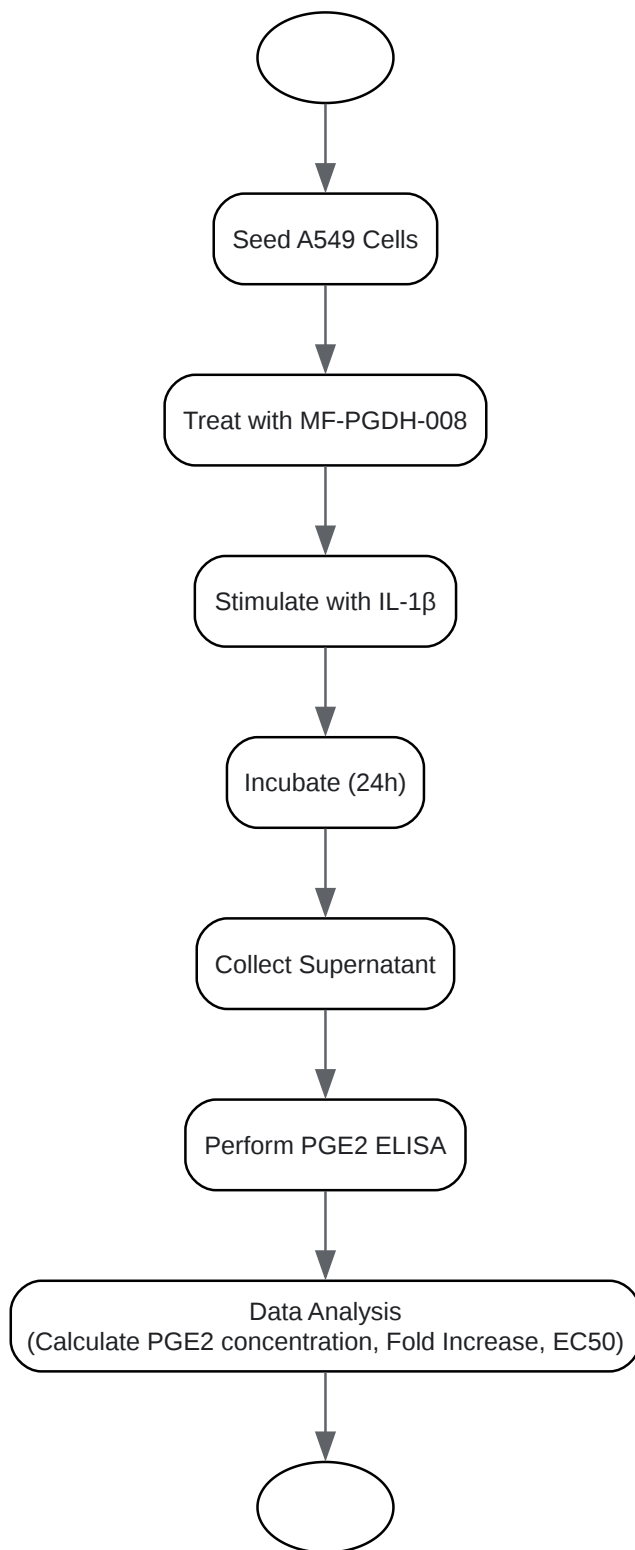 Seed A549 Cells
Treat with MF-PGDH-008
Stimulate with IL-1β
Incubate (24h)
Collect Supernatant
Perform PGE2 ELISA
Data Analysis
(Calculate PGE2 concentration, Fold Increase, EC50)